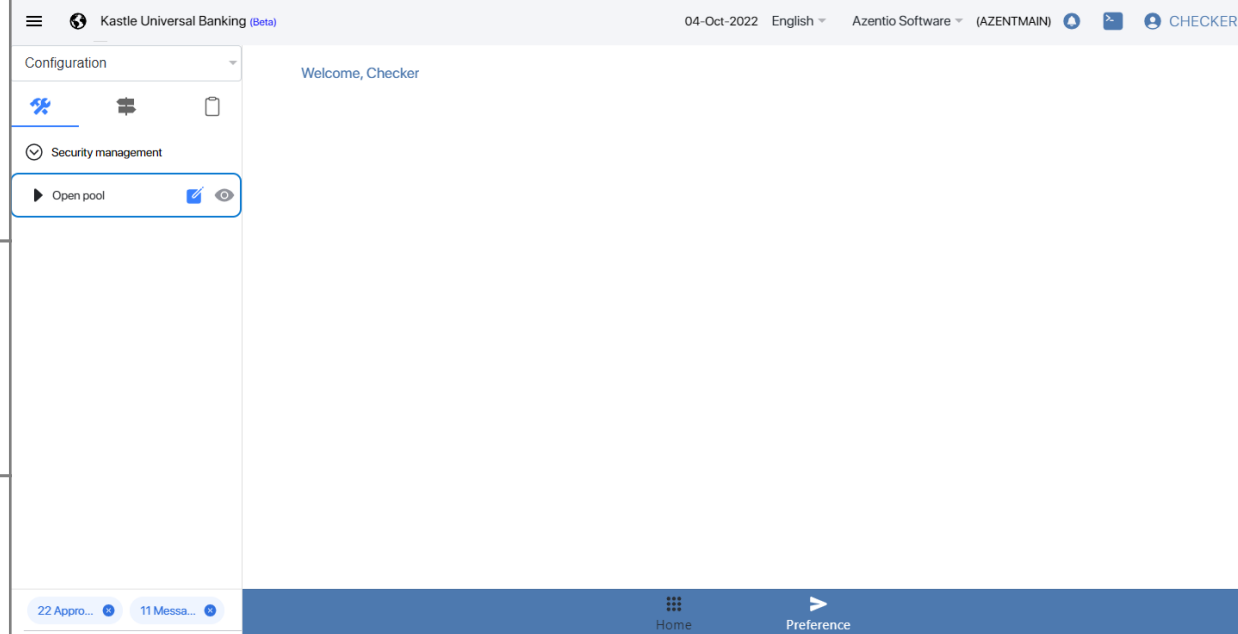 Kastle Universal Banking (Beta) 04-Oct-2022 English Azentio Software (AZENTMAIN) CHECKER
Configuration
Welcome, Checker
Security management
Open pool
22 Appro... 11 Messa...
Home Preference